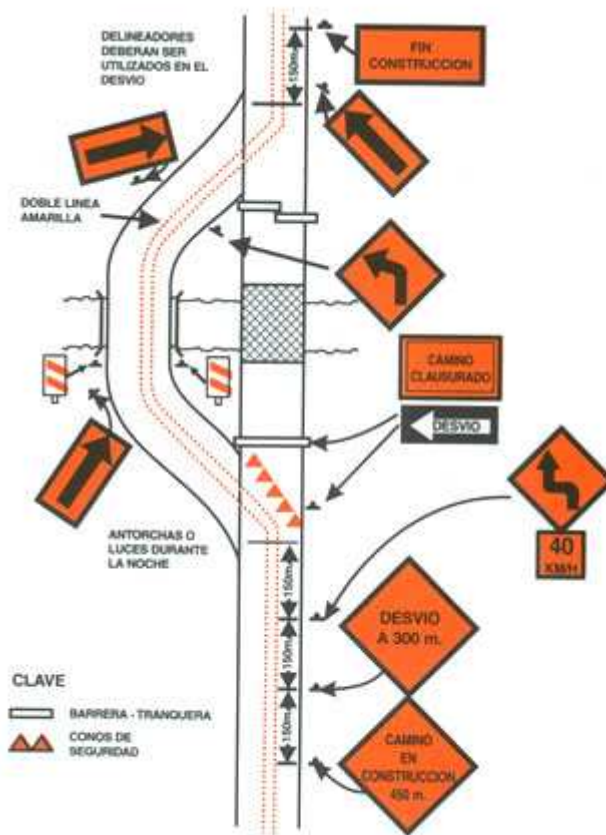 DELINEADORES
DEBERAN SER
UTILIZADOS EN EL
DESVIO
150m.
FIN
CONSTRUCCION
DOBLE LINEA
AMARILLA
CAMINO
CLAUSURADO
DESVIO
ANTORCHAS O
LUCES DURANTE
LA NOCHE
40
KM/H
150m.
DESVIO
A 300 m.
150m.
CLAVE
BARRERA - TRANQUERA
CONOS DE
SEGURIDAD
150m.
CAMINO
EN
CONSTRUCCION
450 m.